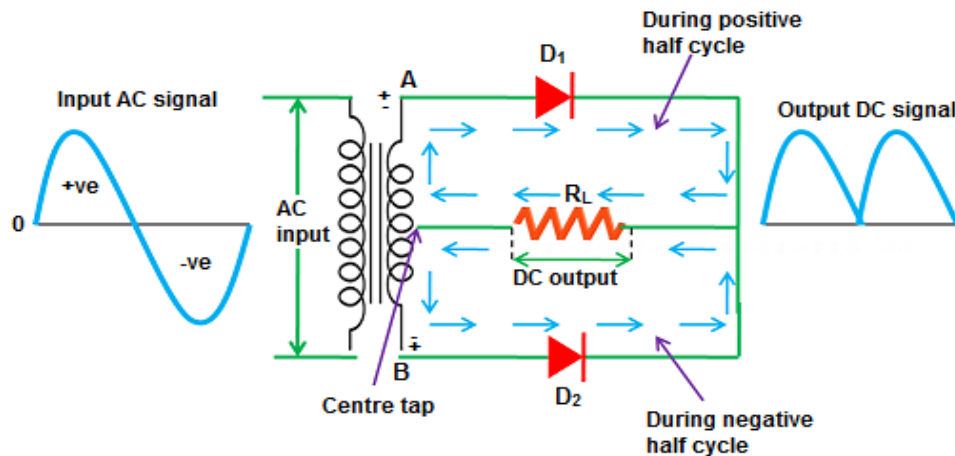 During positive
half cycle
D1
A
+
-
Input AC signal
Output DC signal
+ve
RL
0
AC
input
-ve
DC output
-
+
B
D2
Centre tap
During negative
half cycle